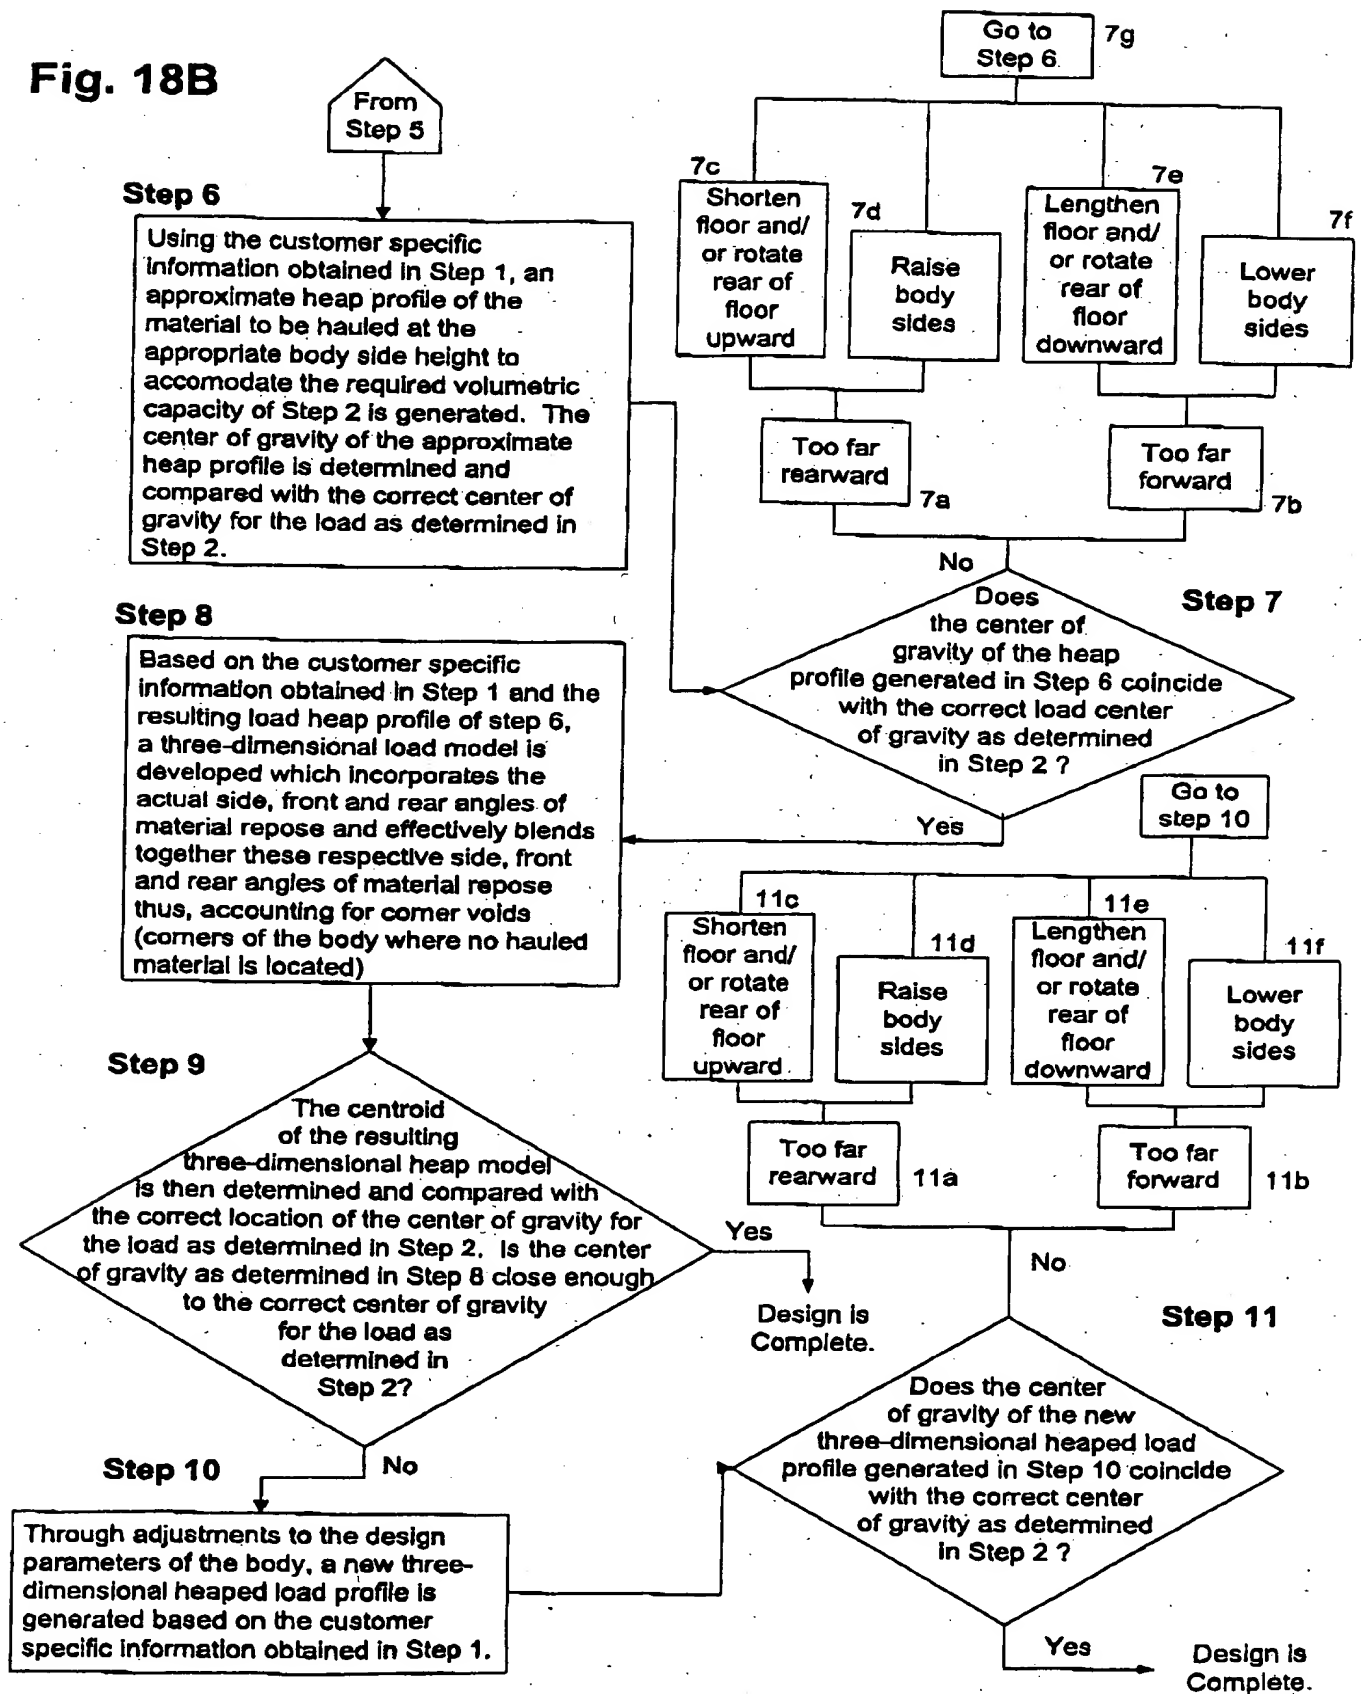 Fig. 18B
From
Step 5
Step 6
Using the customer specific
information obtained in Step 1, an
approximate heap profile of the
material to be hauled at the
appropriate body side height to
accomodate the required volumetric
capacity of Step 2 is generated. The
center of gravity of the approximate
heap profile is determined and
compared with the correct center of
gravity for the load as determined in
Step 2.
Go to
Step 6
7g
7c
Shorten
floor and/
or rotate
rear of
floor
upward
7d
Raise
body
sides
7e
Lengthen
floor and/
or rotate
rear of
floor
downward
7f
Lower
body
sides
Too far
rearward
7a
Too far
forward
7b
No
Step 7
Does
the center of
gravity of the heap
profile generated in Step 6 coincide
with the correct load center
of gravity as determined
in Step 2 ?
Yes
Step 8
Based on the customer specific
information obtained in Step 1 and the
resulting load heap profile of step 6,
a three-dimensional load model is
developed which incorporates the
actual side, front and rear angles of
material repose and effectively blends
together these respective side, front
and rear angles of material repose
thus, accounting for corner voids
(corners of the body where no hauled
material is located)
Step 9
The centroid
of the resulting
three-dimensional heap model
is then determined and compared with
the correct location of the center of gravity for
the load as determined in Step 2. Is the center
of gravity as determined in Step 8 close enough
to the correct center of gravity
for the load as
determined in
Step 2?
Yes
Design is
Complete.
No
Step 10
Through adjustments to the design
parameters of the body, a new three-
dimensional heaped load profile is
generated based on the customer
specific information obtained in Step 1.
Go to
step 10
11c
Shorten
floor and/
or rotate
rear of
floor
upward
11d
Raise
body
sides
11e
Lengthen
floor and/
or rotate
rear of
floor
downward
11f
Lower
body
sides
Too far
rearward
11a
Too far
forward
11b
No
Step 11
Does the center
of gravity of the new
three-dimensional heaped load
profile generated in Step 10 coincide
with the correct center
of gravity as determined
in Step 2 ?
Yes
Design is
Complete.